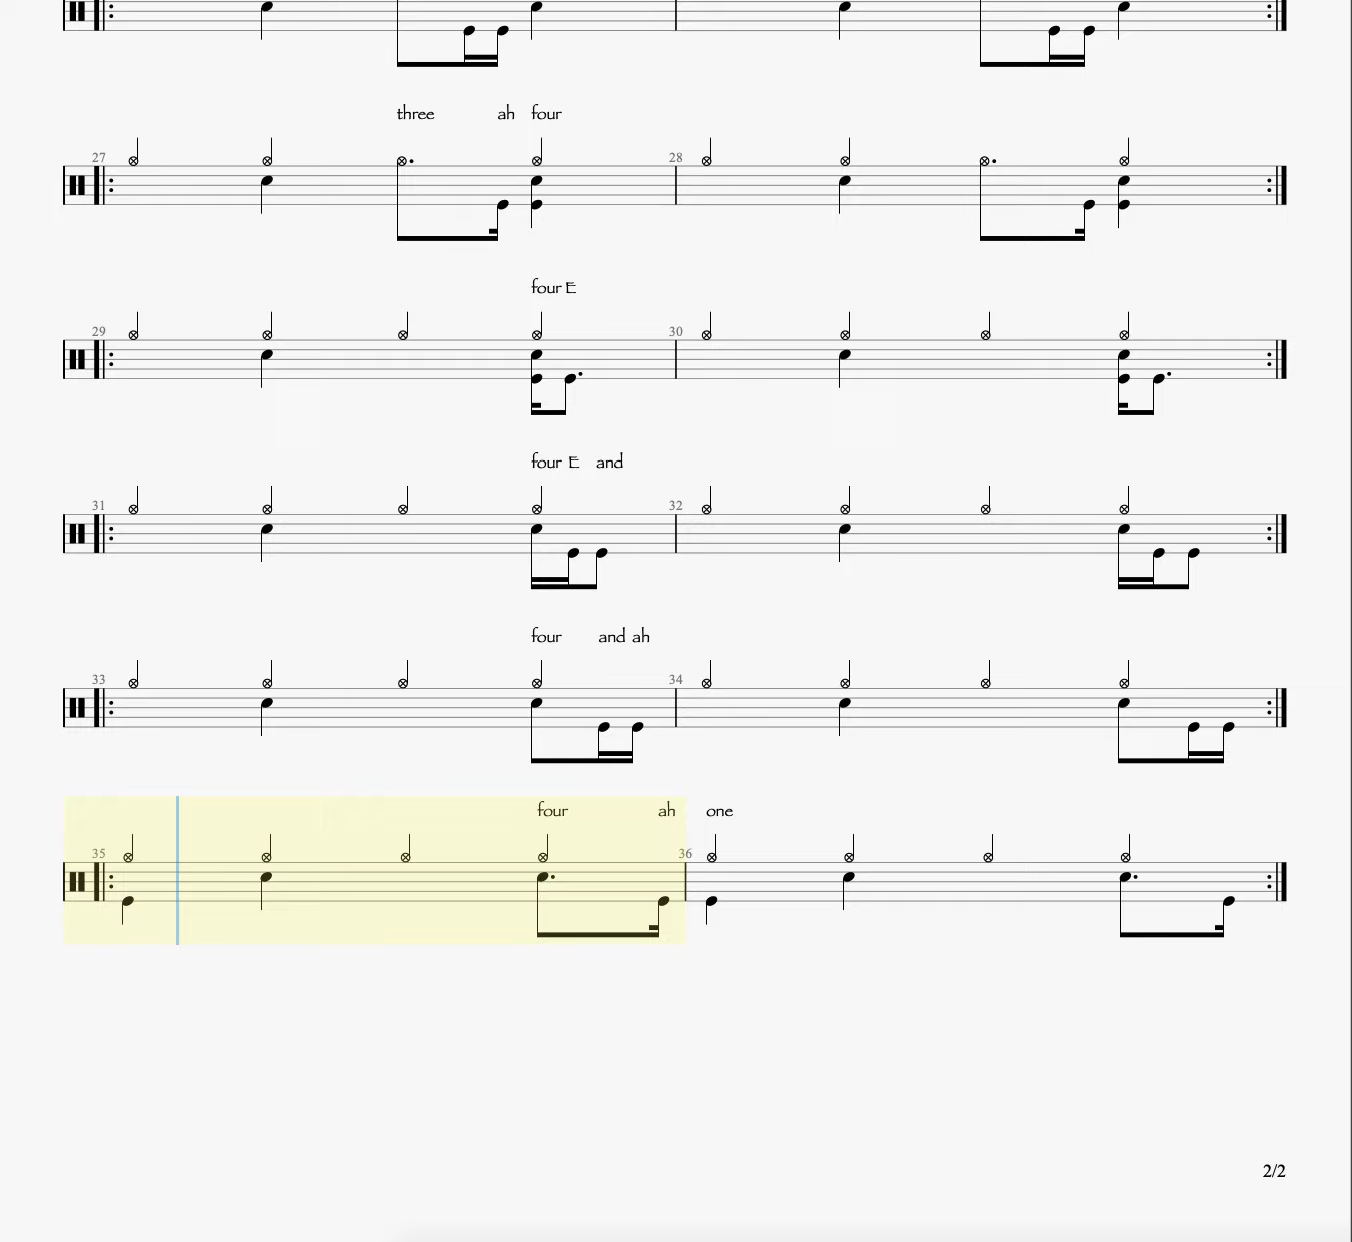 three ah four
27 28
four E
29 30
four E and
31 32
four and ah
33 34
four ah one
35 36
2/2